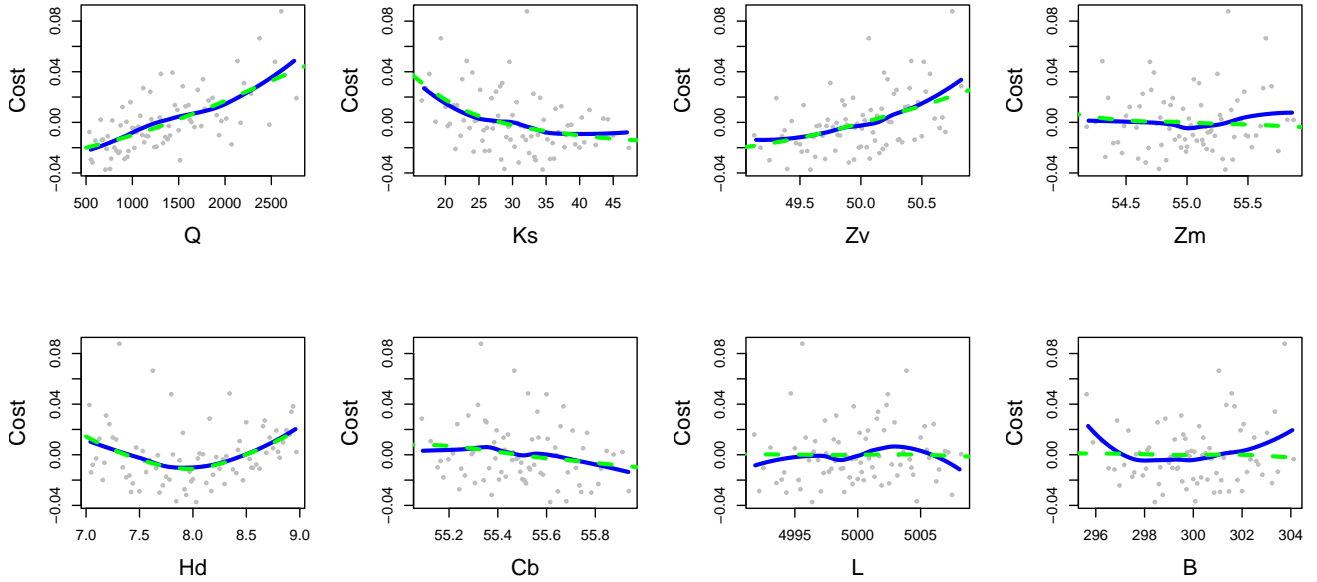 Cost
−0.04 0.00 0.04 0.08
500 1000 1500 2000 2500
Q
Cost
−0.04 0.00 0.04 0.08
20 25 30 35 40 45
Ks
Cost
−0.04 0.00 0.04 0.08
49.5 50.0 50.5
Zv
Cost
−0.04 0.00 0.04 0.08
54.5 55.0 55.5
Zm
Cost
−0.04 0.00 0.04 0.08
7.0 7.5 8.0 8.5 9.0
Hd
Cost
−0.04 0.00 0.04 0.08
55.2 55.4 55.6 55.8
Cb
Cost
−0.04 0.00 0.04 0.08
4995 5000 5005
L
Cost
−0.04 0.00 0.04 0.08
296 298 300 302 304
B